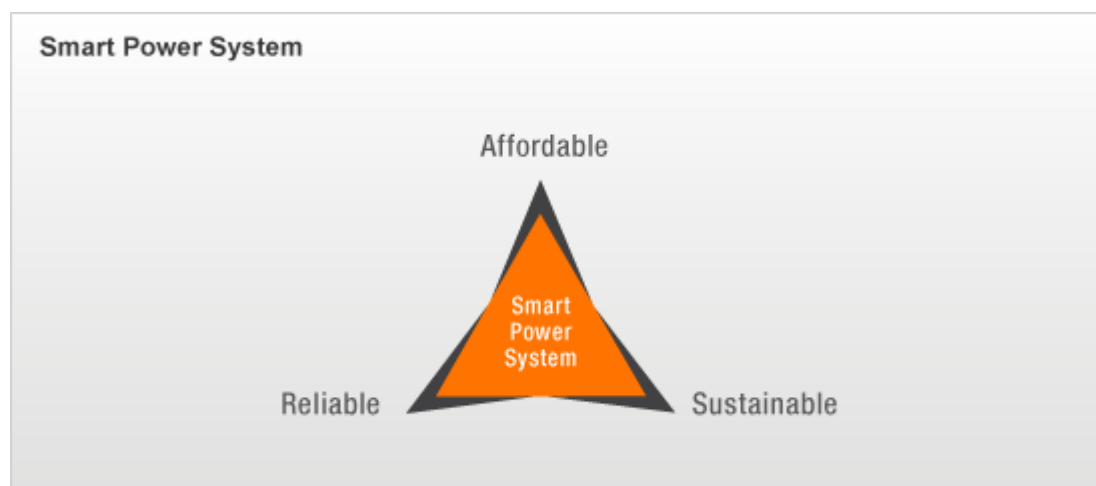 Smart Power System
Affordable
Smart
Power
System
Reliable
Sustainable